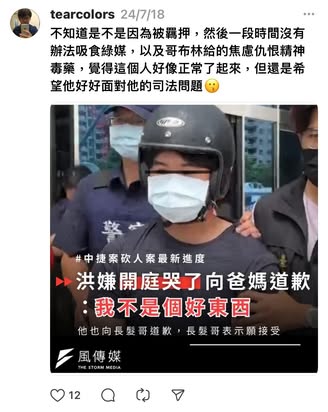 tearcolors 24/7/18
不知道是不是因為被羈押，然後一段時間沒有
辦法吸食綠媒，以及哥布林給的焦慮仇恨精神
毒藥，覺得這個人好像正常了起來，但還是希
望他好好面對他的司法問題🤫
#中捷案砍人案最新進度
洪嫌開庭哭了向爸媽道歉
：我不是個好東西
他也向長髮哥道歉，長髮哥表示願接受
風傳媒
THE STORM MEDIA
12